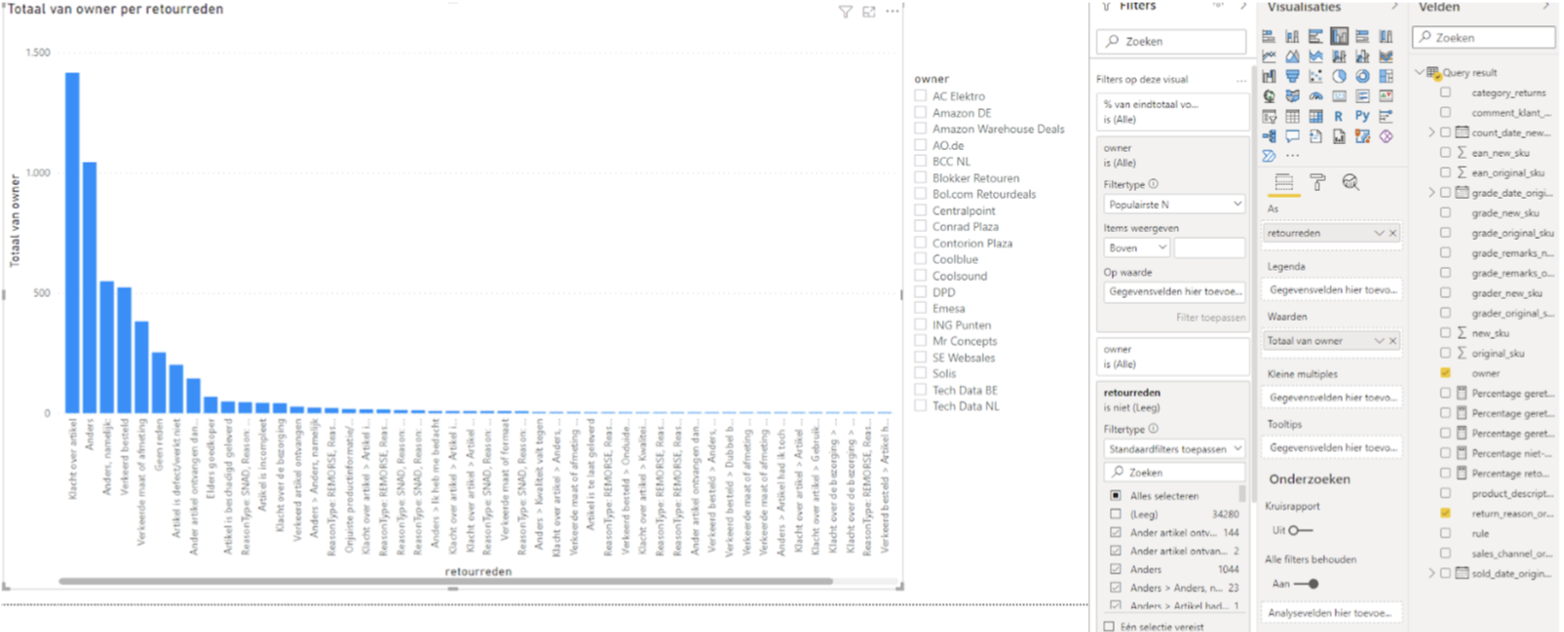 Totaal van owner per retourreden
1.500
1.000
500
0
Totaal van owner
Klacht over artikel
Anders
Anders, namelijk:
Verkeerd besteld
Verkeerde maat of afmeting
Geen reden
Artikel is defect/werkt niet
Ander artikel ontvangen dan...
Elders goedkoper
Artikel is beschadigd geleverd
ReasonType: SNAD, Reason: ...
Artikel is incompleet
Klacht over de bezorging
Verkeerd artikel ontvangen
Anders > Anders, namelijk
ReasonType: REMORSE, Reas...
Onjuiste productinformatie/...
Klacht over artikel > Artikel i...
ReasonType: REMORSE, Reas...
ReasonType: SNAD, Reason: ...
ReasonType: SNAD, Reason: ...
Anders > Ik heb me bedacht
Klacht over artikel > Artikel i...
Klacht over artikel > Artikel ...
ReasonType: SNAD, Reason: ...
Verkeerde maat of formaat
ReasonType: SNAD, Reason: ...
Anders > Kwaliteit valt tegen
Klacht over artikel > Anders, ...
Verkeerde maat of afmeting ...
Artikel is te laat geleverd
ReasonType: REMORSE, Reas...
Verkeerd besteld > Onduide...
Klacht over artikel > Kwalitei...
ReasonType: REMORSE, Reas...
ReasonType: REMORSE, Reas...
Ander artikel ontvangen dan...
Verkeerd besteld > Anders, ...
Verkeerd besteld > Dubbel b...
Verkeerde maat of afmeting ...
Verkeerde maat of afmeting ...
Anders > Artikel had ik toch ...
Klacht over artikel > Artikel ...
Klacht over artikel > Gebruik...
Klacht over de bezorging > ...
Klacht over de bezorging > ...
ReasonType: REMORSE, Reas...
Verkeerd besteld > Artikel h...
retourreden
owner
AC Elektro
Amazon DE
Amazon Warehouse Deals
AO.de
BCC NL
Blokker Retouren
Bol.com Retourdeals
Centralpoint
Conrad Plaza
Contorion Plaza
Coolblue
Coolsound
DPD
Emesa
ING Punten
Mr Concepts
SE Websales
Solis
Tech Data BE
Tech Data NL
Filters
Zoeken
Filters op deze visual
...
% van eindtotaal vo...
is (Alle)
owner
is (Alle)
Filtertype
Populairste N
Items weergeven
Boven
Op waarde
Gegevensvelden hier toevoe...
Filter toepassen
owner
is (Alle)
retourreden
is niet (Leeg)
Filtertype
Standaardfilters toepassen
Zoeken
Alles selecteren
(Leeg) 34280
Ander artikel ontv... 144
Ander artikel ontvan... 2
Anders 1044
Anders > Anders, n... 23
Anders > Artikel had... 1
Eén selectie vereist
Visualisaties
R
Py
...
As
retourreden
Legenda
Gegevensvelden hier toevo...
Waarden
Totaal van owner
Kleine multiples
Gegevensvelden hier toevo...
Tooltips
Gegevensvelden hier toevo...
Onderzoeken
Kruisrapport
Uit
Alle filters behouden
Aan
Analysevelden hier toevoe...
Velden
Zoeken
Query result
category_returns
comment_klant_...
count_date_new...
ean_new_sku
ean_original_sku
grade_date_origi...
grade_new_sku
grade_original_sku
grade_remarks_n...
grade_remarks_o...
grader_new_sku
grader_original_s...
new_sku
original_sku
owner
Percentage geret...
Percentage geret...
Percentage geret...
Percentage niet-...
Percentage reto...
product_descript...
return_reason_or...
rule
sales_channel_or...
sold_date_origin...